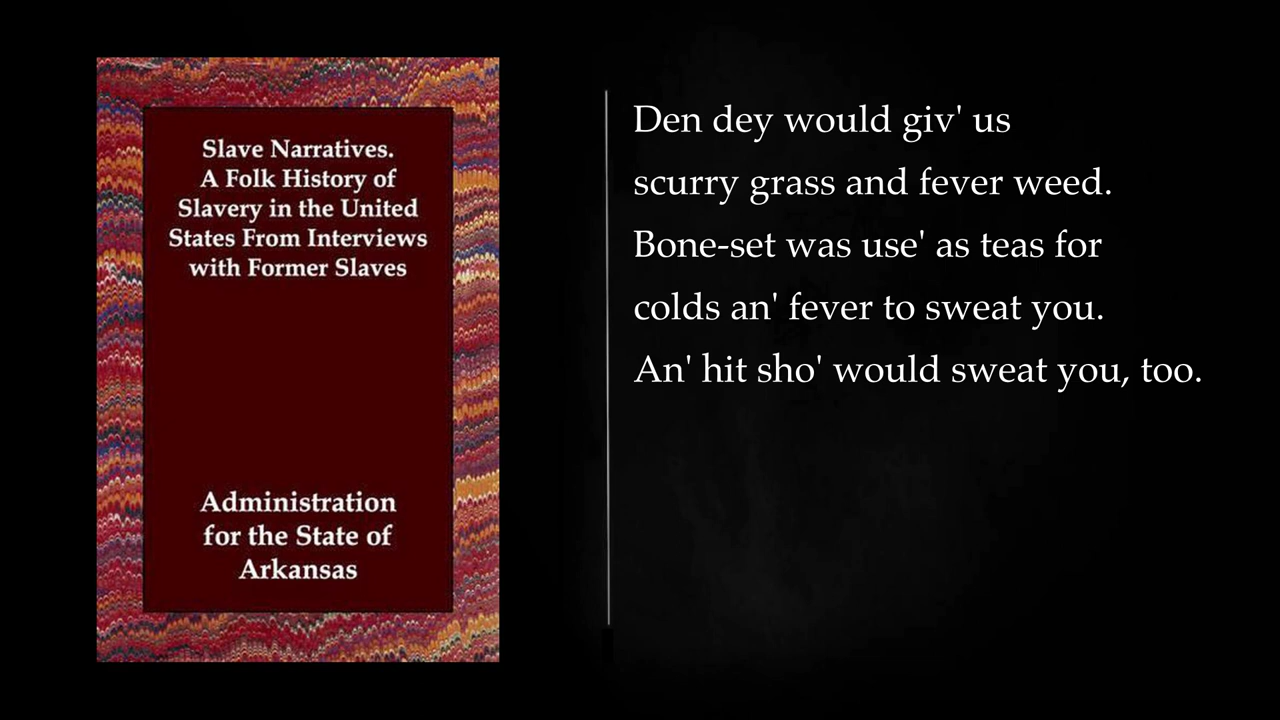 Slave Narratives.
A Folk History of
Slavery in the United
States From Interviews
with Former Slaves
Administration
for the State of
Arkansas
Den dey would giv' us
scurry grass and fever weed.
Bone-set was use' as teas for
colds an' fever to sweat you.
An' hit sho' would sweat you, too.